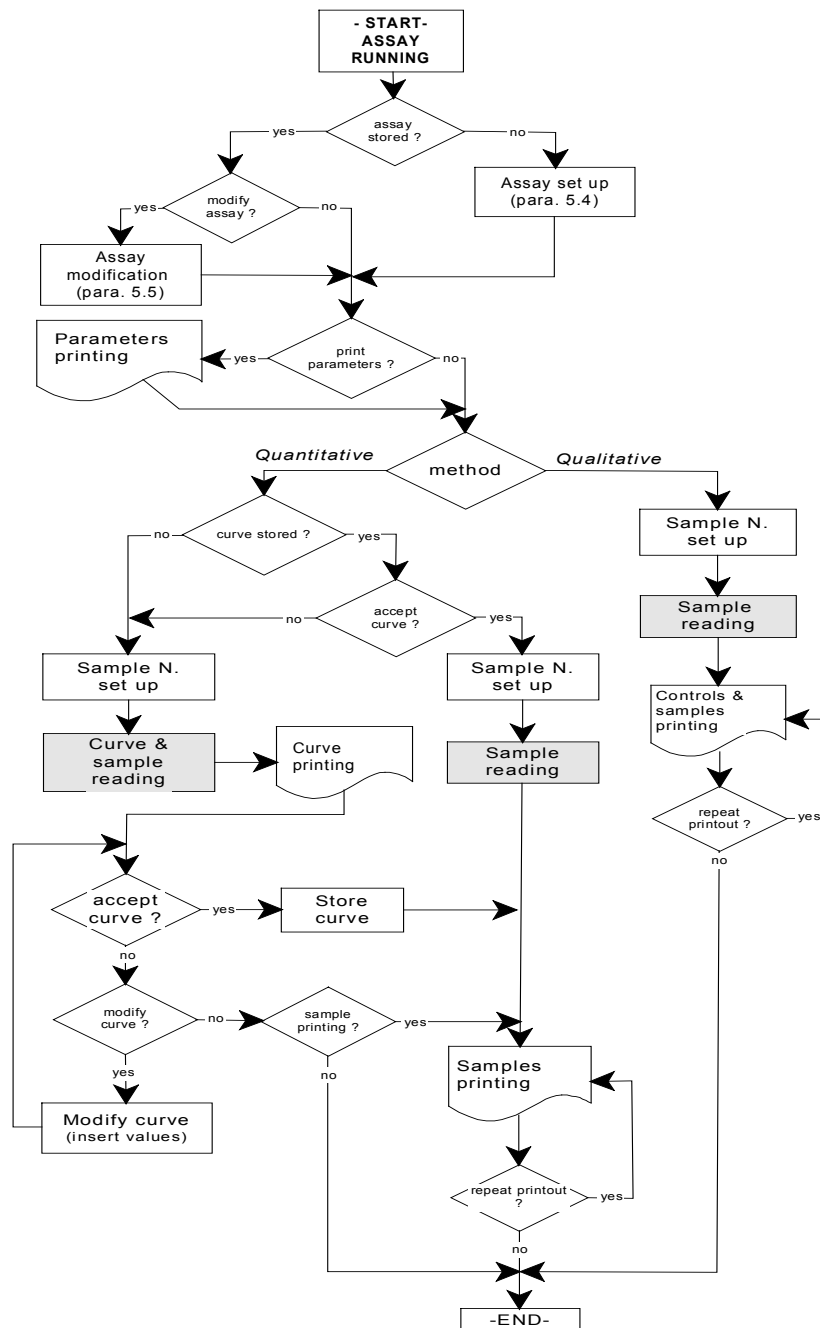 - START-
ASSAY
RUNNING
assay
stored ?
yes
no
Assay set up
(para. 5.4)
modify
assay ?
yes
no
Assay
modification
(para. 5.5)
Parameters
printing
yes
print
parameters ?
no
Quantitative
method
Qualitative
no
curve stored ?
yes
Sample N.
set up
no
accept
curve ?
yes
Sample
reading
Sample N.
set up
Sample N.
set up
Controls &
samples
printing
Curve &
sample
reading
Curve
printing
Sample
reading
repeat
printout ?
yes
no
accept
curve ?
yes
Store
curve
no
modify
curve ?
no
sample
printing ?
yes
yes
no
Samples
printing
Modify curve
(insert values)
repeat printout
?
yes
no
-END-